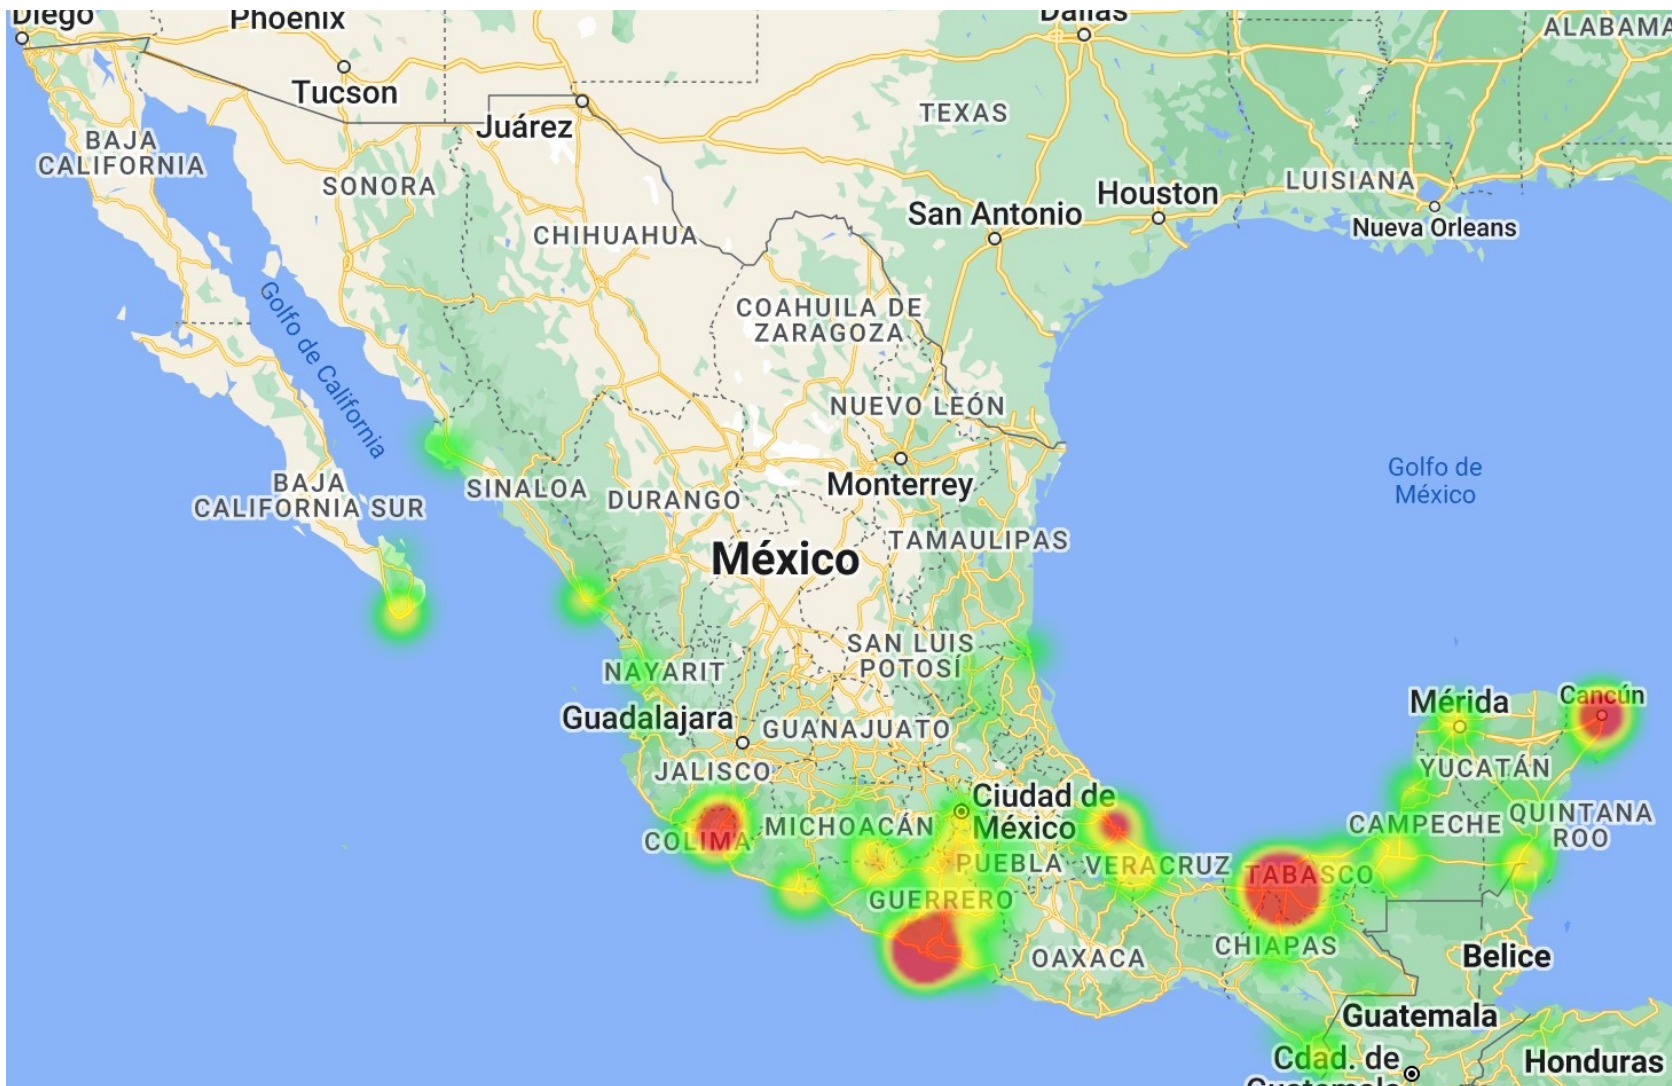 Diego
Phoenix
Dallas
ALABAMA
Tucson
Juárez
TEXAS
BAJA
CALIFORNIA
SONORA
LUISIANA
Houston
San Antonio
Nueva Orleans
CHIHUAHUA
Golfo de California
COAHUILA DE
ZARAGOZA
NUEVO LEÓN
Golfo de
México
BAJA
CALIFORNIA SUR
SINALOA
DURANGO
Monterrey
TAMAULIPAS
México
SAN LUIS
POTOSÍ
NAYARIT
Guadalajara
GUANAJUATO
Mérida
Cancún
JALISCO
YUCATÁN
Ciudad de
México
COLIMA
MICHOACÁN
CAMPECHE
QUINTANA
ROO
PUEBLA
VERACRUZ
TABASCO
GUERRERO
OAXACA
CHIAPAS
Belice
Guatemala
Cdad. de
Guatemala
Honduras